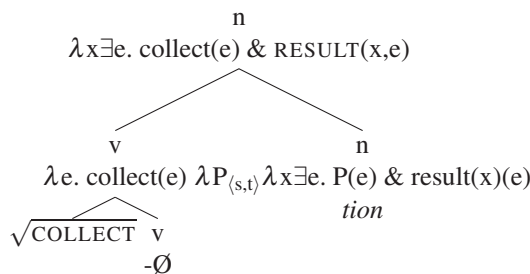 n
λx∃e. collect(e) & RESULT(x,e)
v n
λe. collect(e) λP⟨s,t⟩λx∃e. P(e) & result(x)(e)
tion
√COLLECT v
-Ø